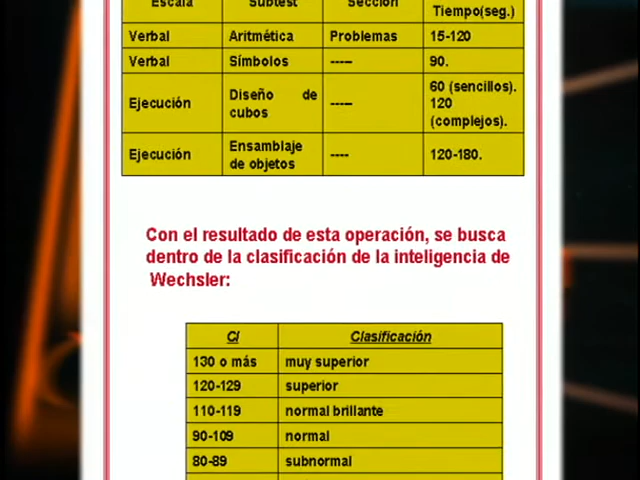 Escala Subtest Sección
Tiempo(seg.)
Verbal Aritmética Problemas 15-120
Verbal Símbolos ----- 90.
Ejecución Diseño de cubos ----- 60 (sencillos). 120 (complejos).
Ejecución Ensamblaje de objetos ---- 120-180.
Con el resultado de esta operación, se busca
dentro de la clasificación de la inteligencia de
Wechsler:
CI Clasificación
130 o más muy superior
120-129 superior
110-119 normal brillante
90-109 normal
80-89 subnormal